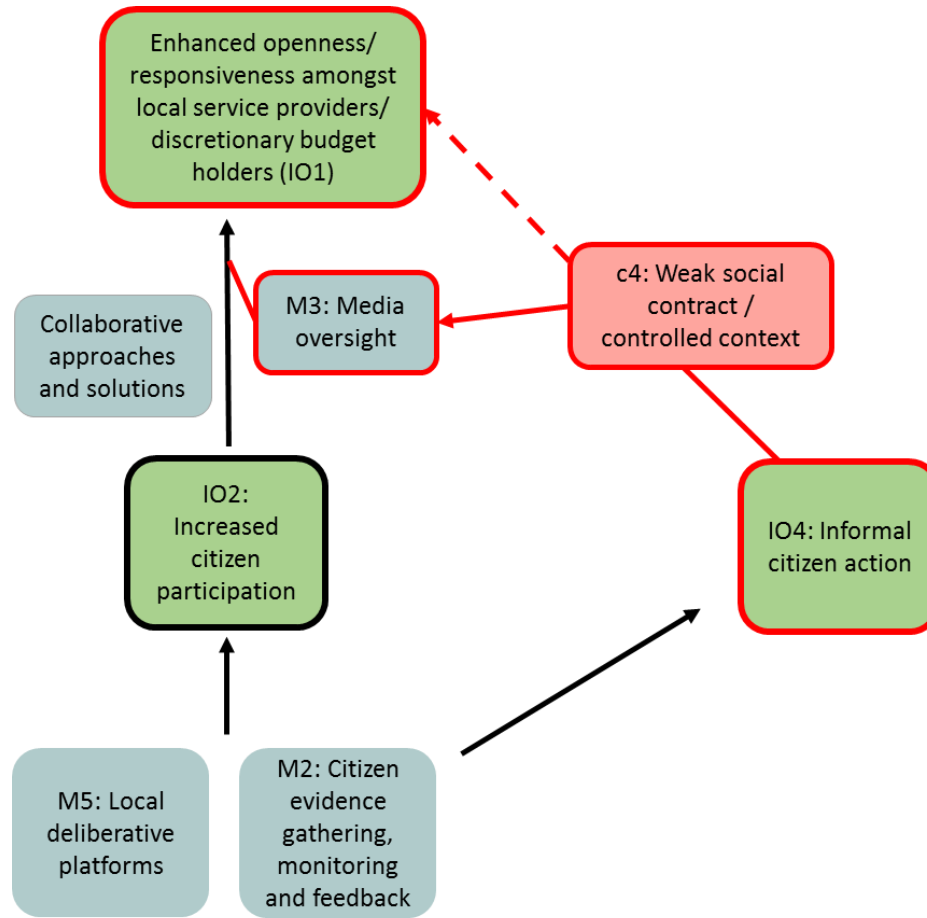 Enhanced openness/
responsiveness amongst
local service providers/
discretionary budget
holders (IO1)
c4: Weak social
contract /
controlled context
M3: Media
oversight
Collaborative
approaches
and solutions
IO2:
Increased
citizen
participation
IO4: Informal
citizen action
M5: Local
deliberative
platforms
M2: Citizen
evidence
gathering,
monitoring
and feedback